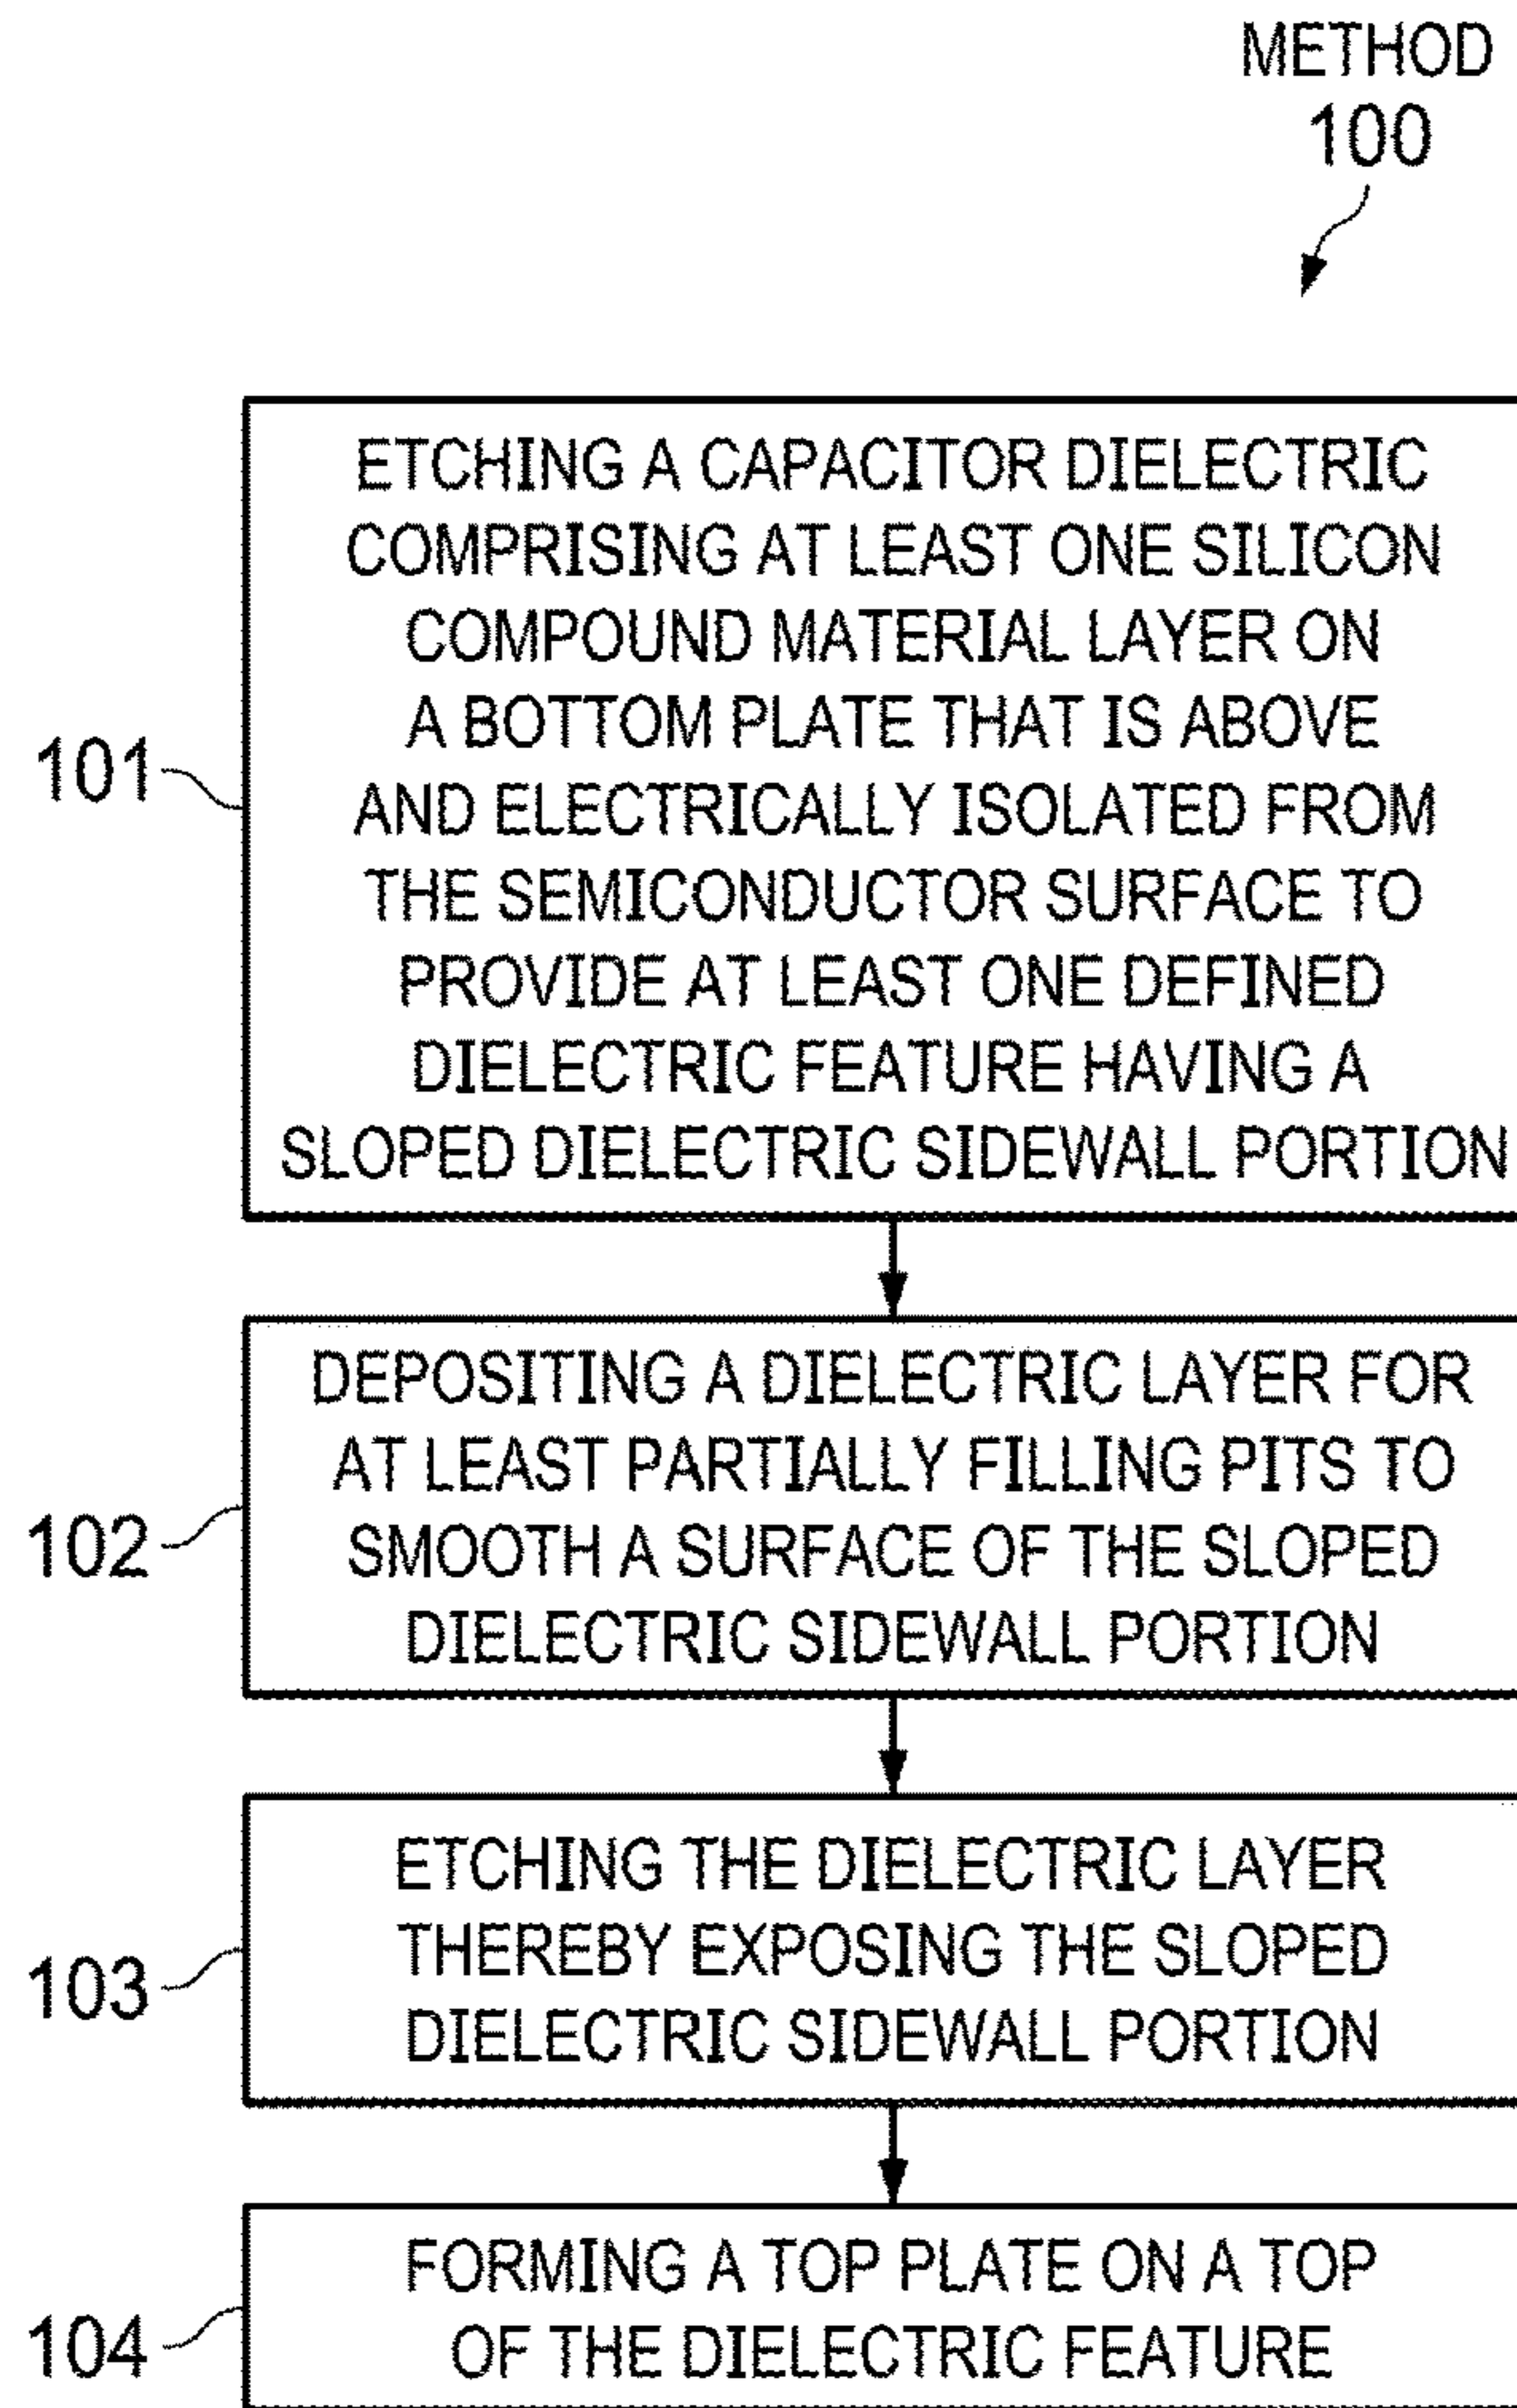 METHOD
100
ETCHING A CAPACITOR DIELECTRIC
COMPRISING AT LEAST ONE SILICON
COMPOUND MATERIAL LAYER ON
A BOTTOM PLATE THAT IS ABOVE
101
AND ELECTRICALLY ISOLATED FROM
THE SEMICONDUCTOR SURFACE TO
PROVIDE AT LEAST ONE DEFINED
DIELECTRIC FEATURE HAVING A
SLOPED DIELECTRIC SIDEWALL PORTION
DEPOSITING A DIELECTRIC LAYER FOR
AT LEAST PARTIALLY FILLING PITS TO
102
SMOOTH A SURFACE OF THE SLOPED
DIELECTRIC SIDEWALL PORTION
ETCHING THE DIELECTRIC LAYER
THEREBY EXPOSING THE SLOPED
103
DIELECTRIC SIDEWALL PORTION
FORMING A TOP PLATE ON A TOP
104
OF THE DIELECTRIC FEATURE